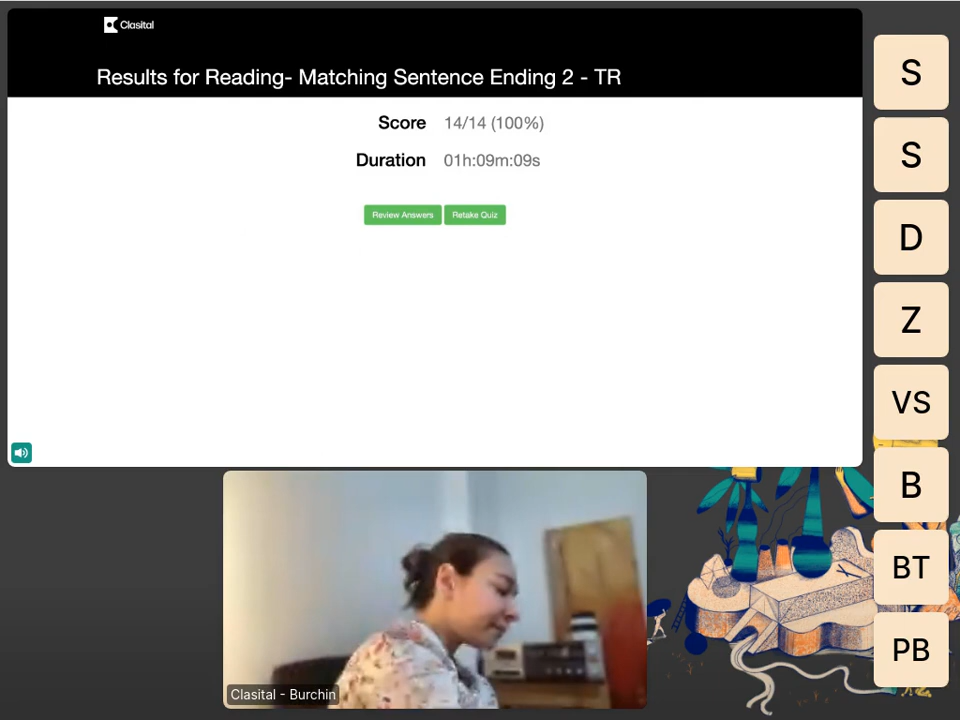 Clasital
Results for Reading- Matching Sentence Ending 2 - TR
Score 14/14 (100%)
Duration 01h:09m:09s
Review Answers Retake Quiz
S
S
D
Z
VS
B
BT
PB
Clasital - Burchin